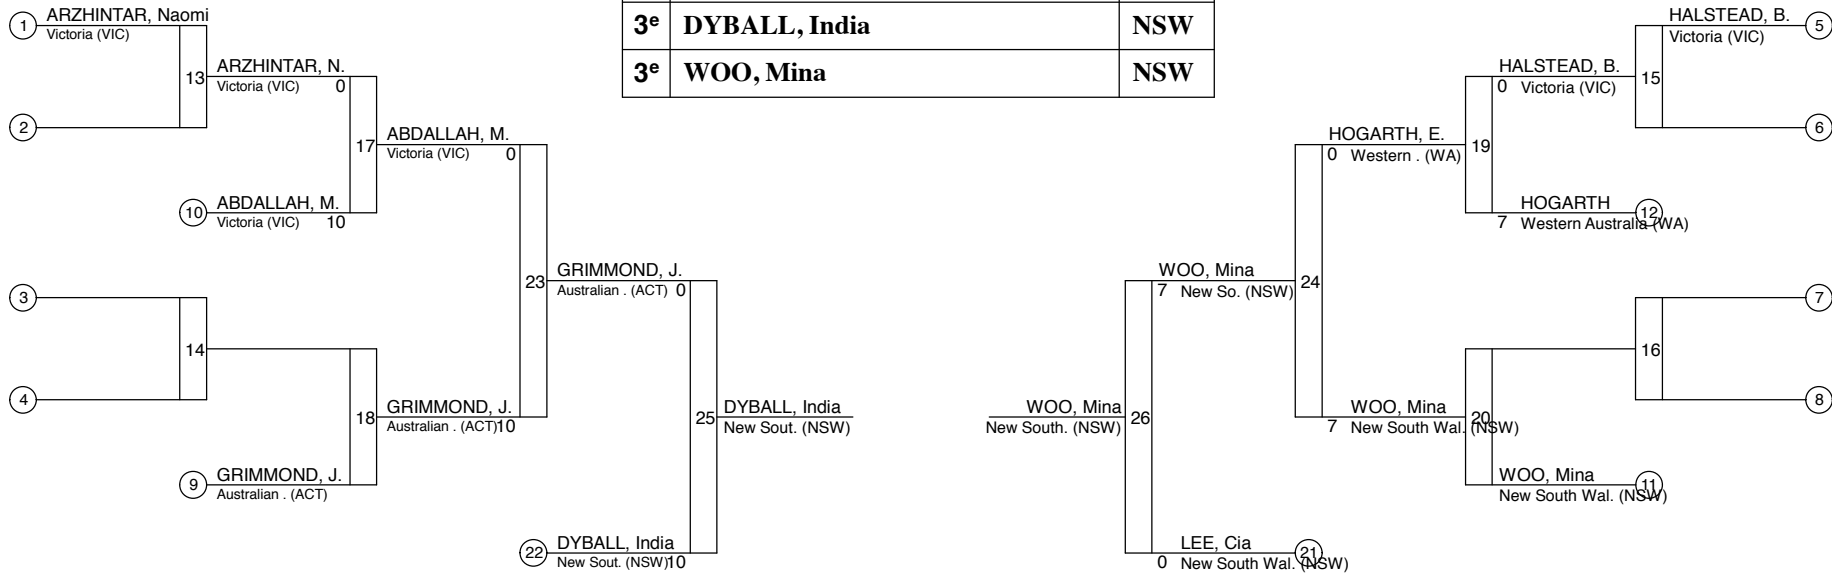 3e DYBALL, India NSW
3e WOO, Mina NSW
1 ARZHINTAR, Naomi
Victoria (VIC)
13
2
ARZHINTAR, N.
Victoria (VIC) 0
17
10 ABDALLAH, M.
Victoria (VIC) 10
ABDALLAH, M.
Victoria (VIC) 0
23
3
14
4
18
9 GRIMMOND, J.
Australian . (ACT)
GRIMMOND, J.
Australian . (ACT) 10
GRIMMOND, J.
Australian . (ACT) 0
25
22 DYBALL, India
New Sout. (NSW) 10
DYBALL, India
New Sout. (NSW)
HALSTEAD, B. 5
Victoria (VIC)
15
6
HALSTEAD, B.
0 Victoria (VIC)
19
HOGARTH 12
7 Western Australia (WA)
HOGARTH, E.
0 Western . (WA)
24
7
16
8
20
WOO, Mina 11
New South Wal. (NSW)
WOO, Mina
7 New South Wal. (NSW)
WOO, Mina
7 New So. (NSW)
26
LEE, Cia 21
0 New South Wal. (NSW)
WOO, Mina
New South. (NSW)